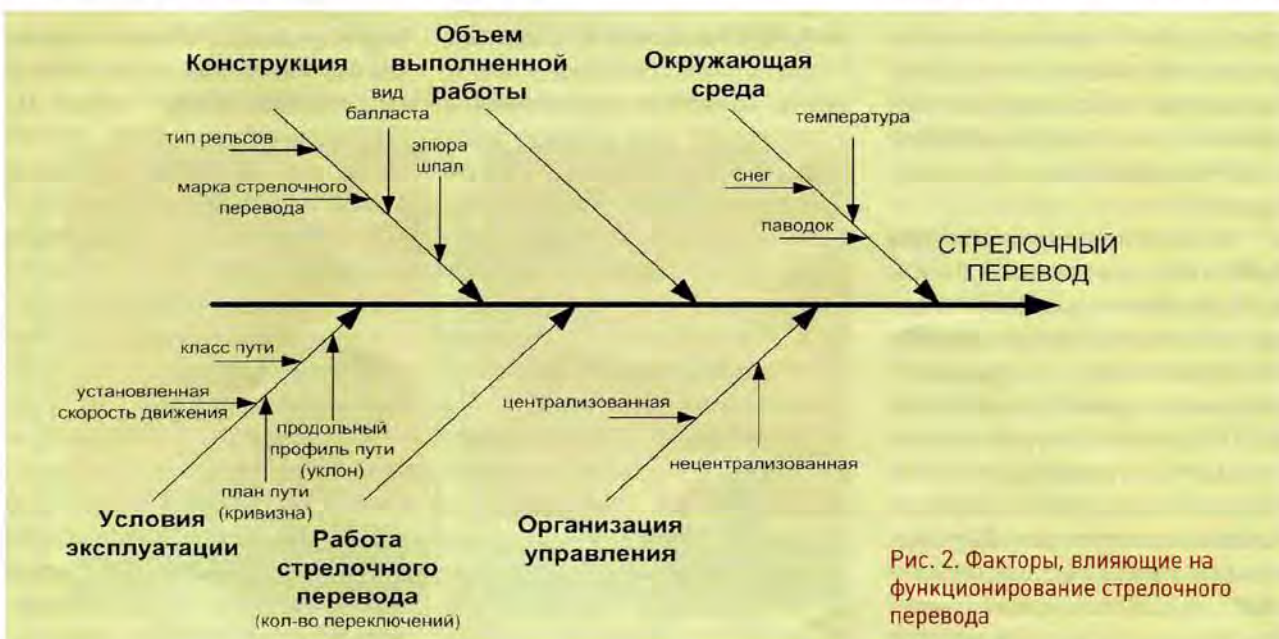 Конструкция
Объем
выполненной
работы
Окружающая
среда
вид
балласта
тип рельсов
эпюра
шпал
марка стрелочного
перевода
температура
снег
паводок
СТРЕЛОЧНЫЙ
ПЕРЕВОД
класс пути
установленная
скорость движения
продольный
профиль пути
(уклон)
план пути
(кривизна)
централизованная
нецентрализованная
Условия
эксплуатации
Работа
стрелочного
перевода
(кол-во переключений)
Организация
управления
Рис. 2. Факторы, влияющие на
функционирование стрелочного
перевода